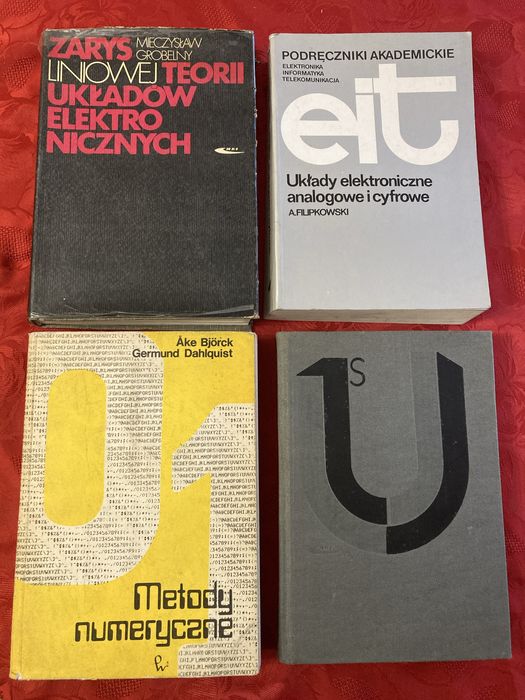 ZARYS MIECZYSŁAW
GROBELNY
LINIOWEJ TEORII
UKŁADÓW
ELEKTRO
NICZNYCH
PODRĘCZNIKI AKADEMICKIE
ELEKTRONIKA
INFORMATYKA
TELEKOMUNIKACJA
eit
Układy elektroniczne
analogowe i cyfrowe
A.FILIPKOWSKI
Åke Björck
Germund Dahlquist
Metody
numeryczne
1s
U